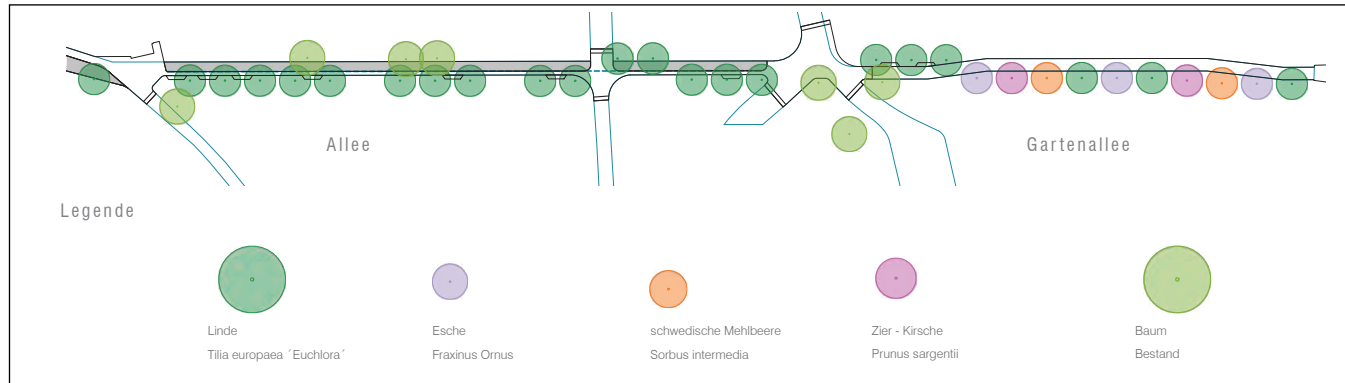 Allee
Gartenallee
Legende
Linde
Tilia europaea ´Euchlora´
Esche
Fraxinus Ornus
schwedische Mehlbeere
Sorbus intermedia
Zier - Kirsche
Prunus sargentii
Baum
Bestand